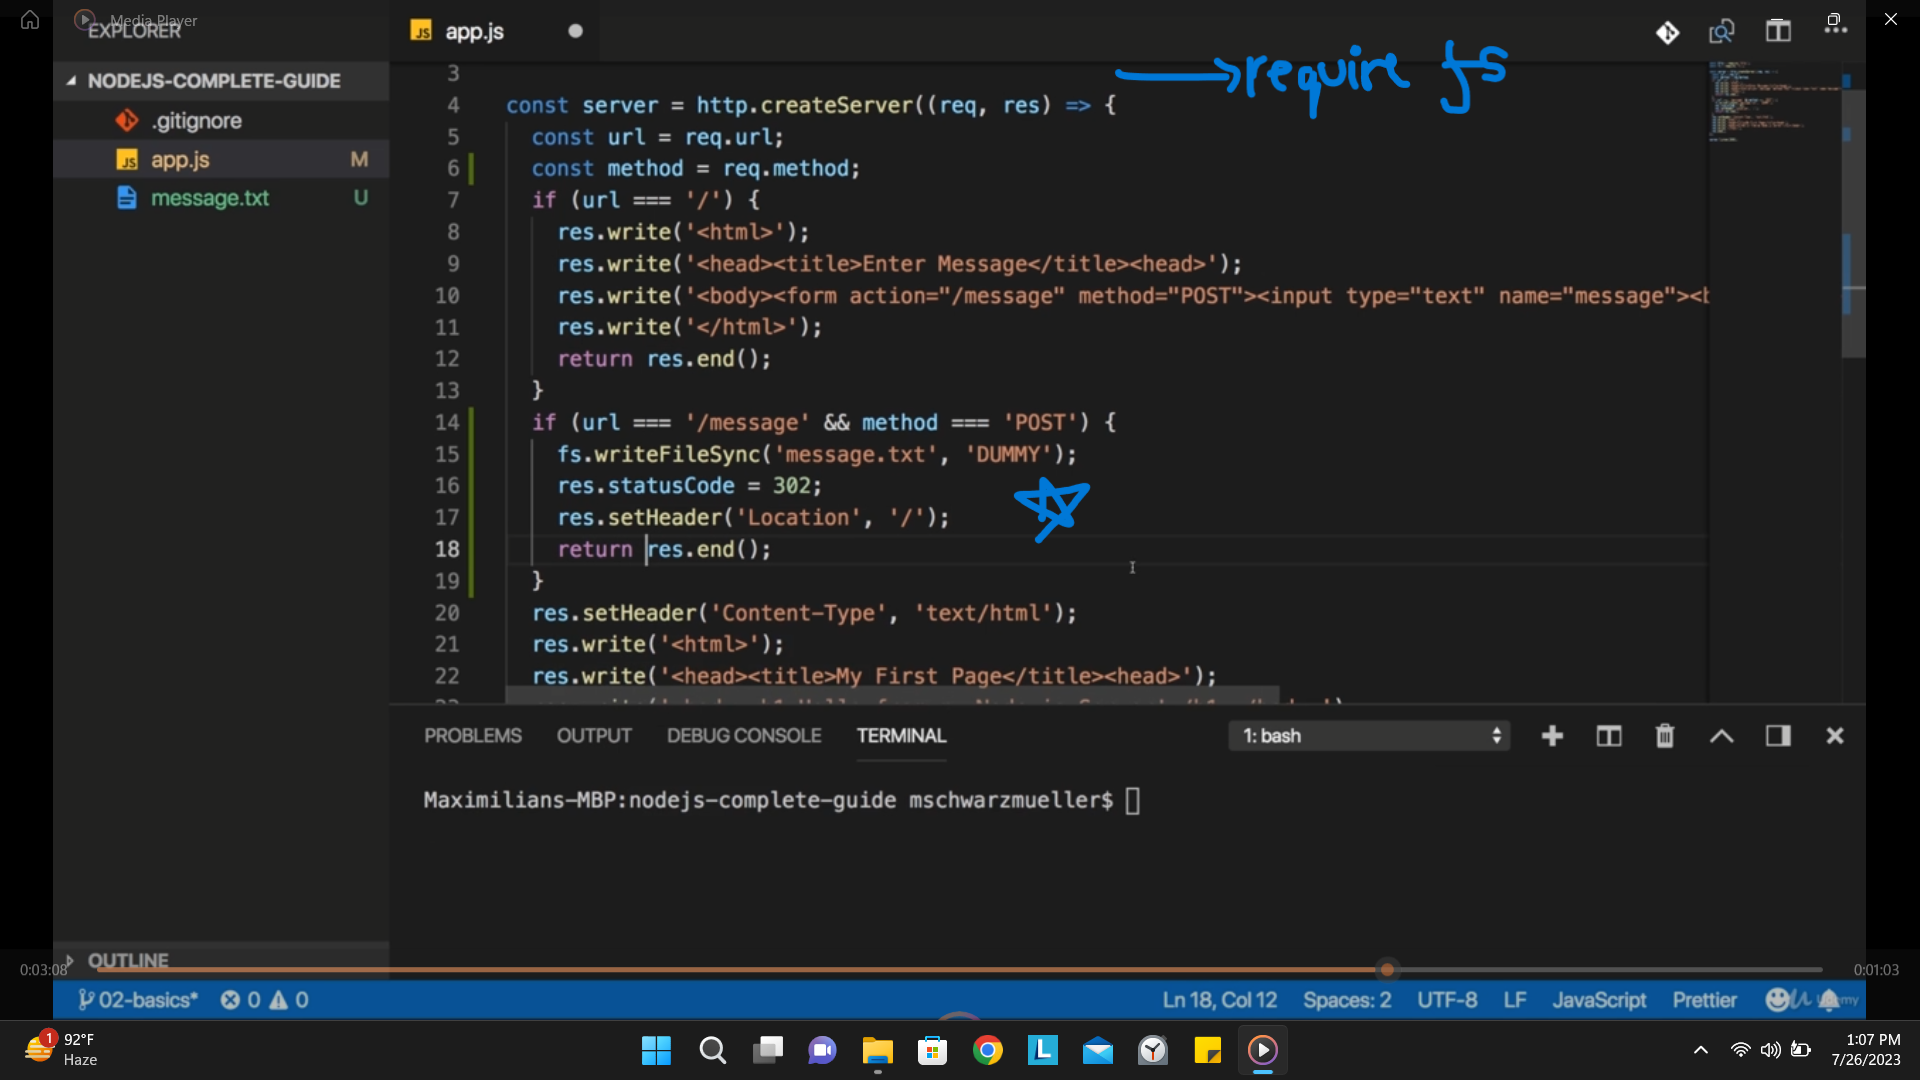 Media Player
EXPLORER
NODEJS-COMPLETE-GUIDE
.gitignore
app.js M
message.txt U
OUTLINE
app.js
→require fs
3
4 const server = http.createServer((req, res) => {
5 const url = req.url;
6 const method = req.method;
7 if (url === '/') {
8 res.write('<html>');
9 res.write('<head><title>Enter Message</title><head>');
10 res.write('<body><form action="/message" method="POST"><input type="text" name="message"><b
11 res.write('</html>');
12 return res.end();
13 }
14 if (url === '/message' && method === 'POST') {
15 fs.writeFileSync('message.txt', 'DUMMY');
16 res.statusCode = 302;
17 res.setHeader('Location', '/');
18 return res.end();
19 }
20 res.setHeader('Content-Type', 'text/html');
21 res.write('<html>');
22 res.write('<head><title>My First Page</title><head>');
PROBLEMS OUTPUT DEBUG CONSOLE TERMINAL 1: bash
Maximilians-MBP:nodejs-complete-guide mschwarzmueller$
0:03:08 0:01:03
02-basics* 0 0 Ln 18, Col 12 Spaces: 2 UTF-8 LF JavaScript Prettier
1 92°F
Haze
1:07 PM
7/26/2023